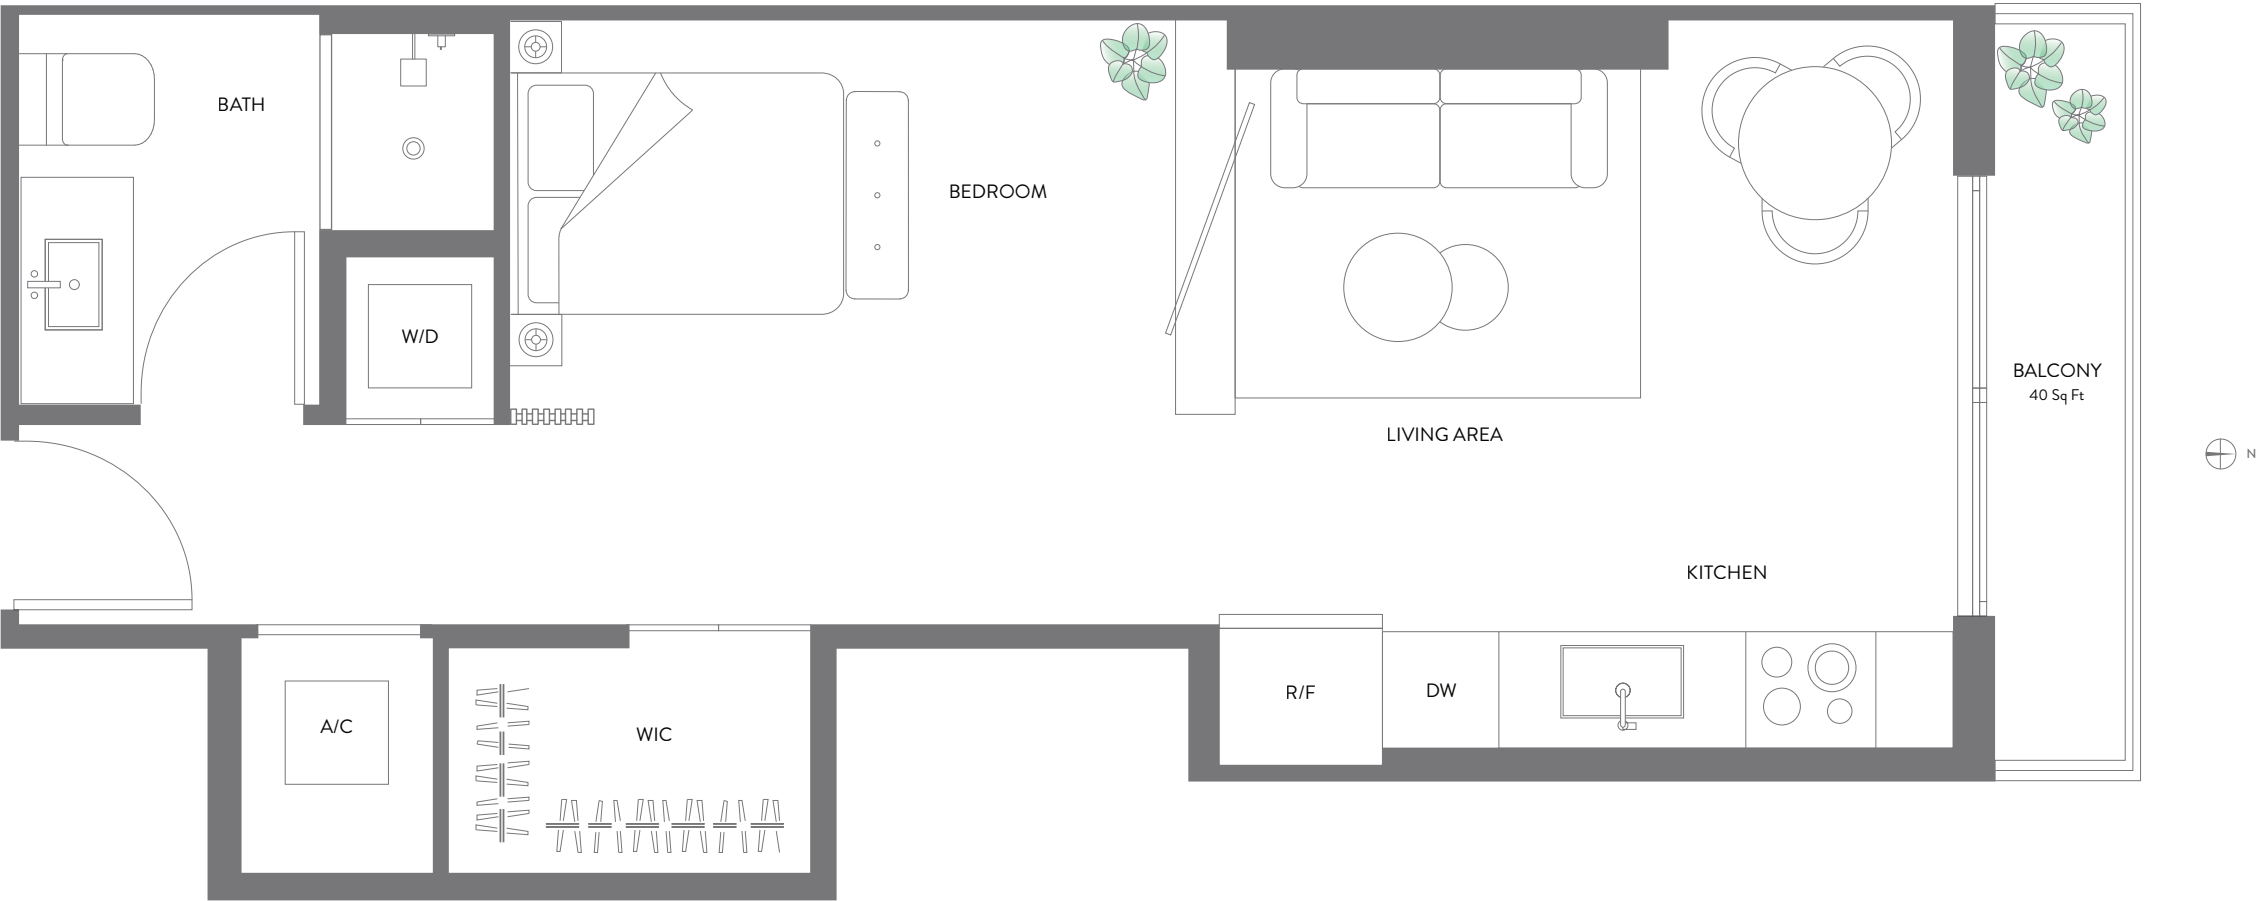 BATH
BEDROOM
W/D
BALCONY
40 Sq Ft
LIVING AREA
N
KITCHEN
R/F
DW
A/C
WIC